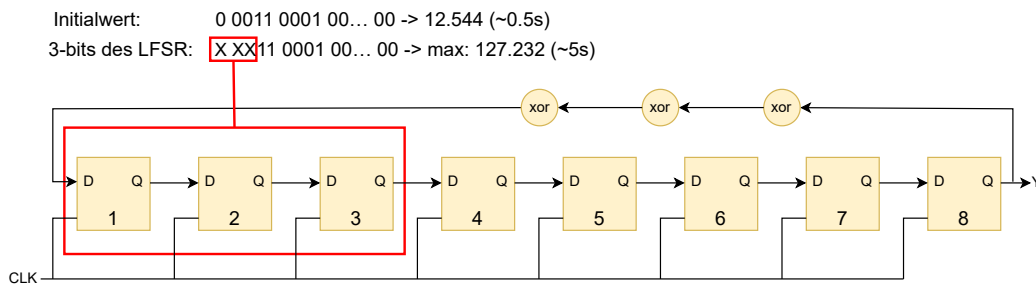 Initialwert: 0 0011 0001 00... 00 -> 12.544 (~0.5s)
3-bits des LFSR: X XX11 0001 00... 00 -> max: 127.232 (~5s)
xor xor xor
D Q D Q D Q D Q D Q D Q D Q D Q Y
1 2 3 4 5 6 7 8
CLK